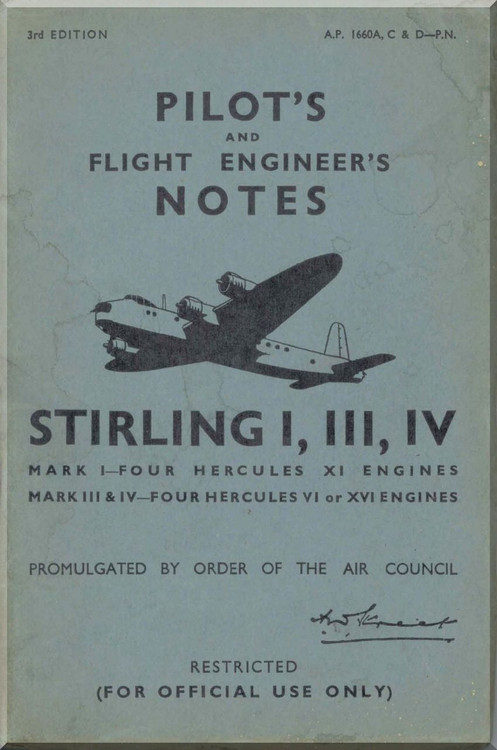 3rd EDITION A.P. 1660A, C & D—P.N.
PILOT'S
AND
FLIGHT ENGINEER'S
NOTES
STIRLING I, III, IV
MARK I—FOUR HERCULES XI ENGINES
MARK III & IV—FOUR HERCULES VI or XVI ENGINES
PROMULGATED BY ORDER OF THE AIR COUNCIL
RESTRICTED
(FOR OFFICIAL USE ONLY)